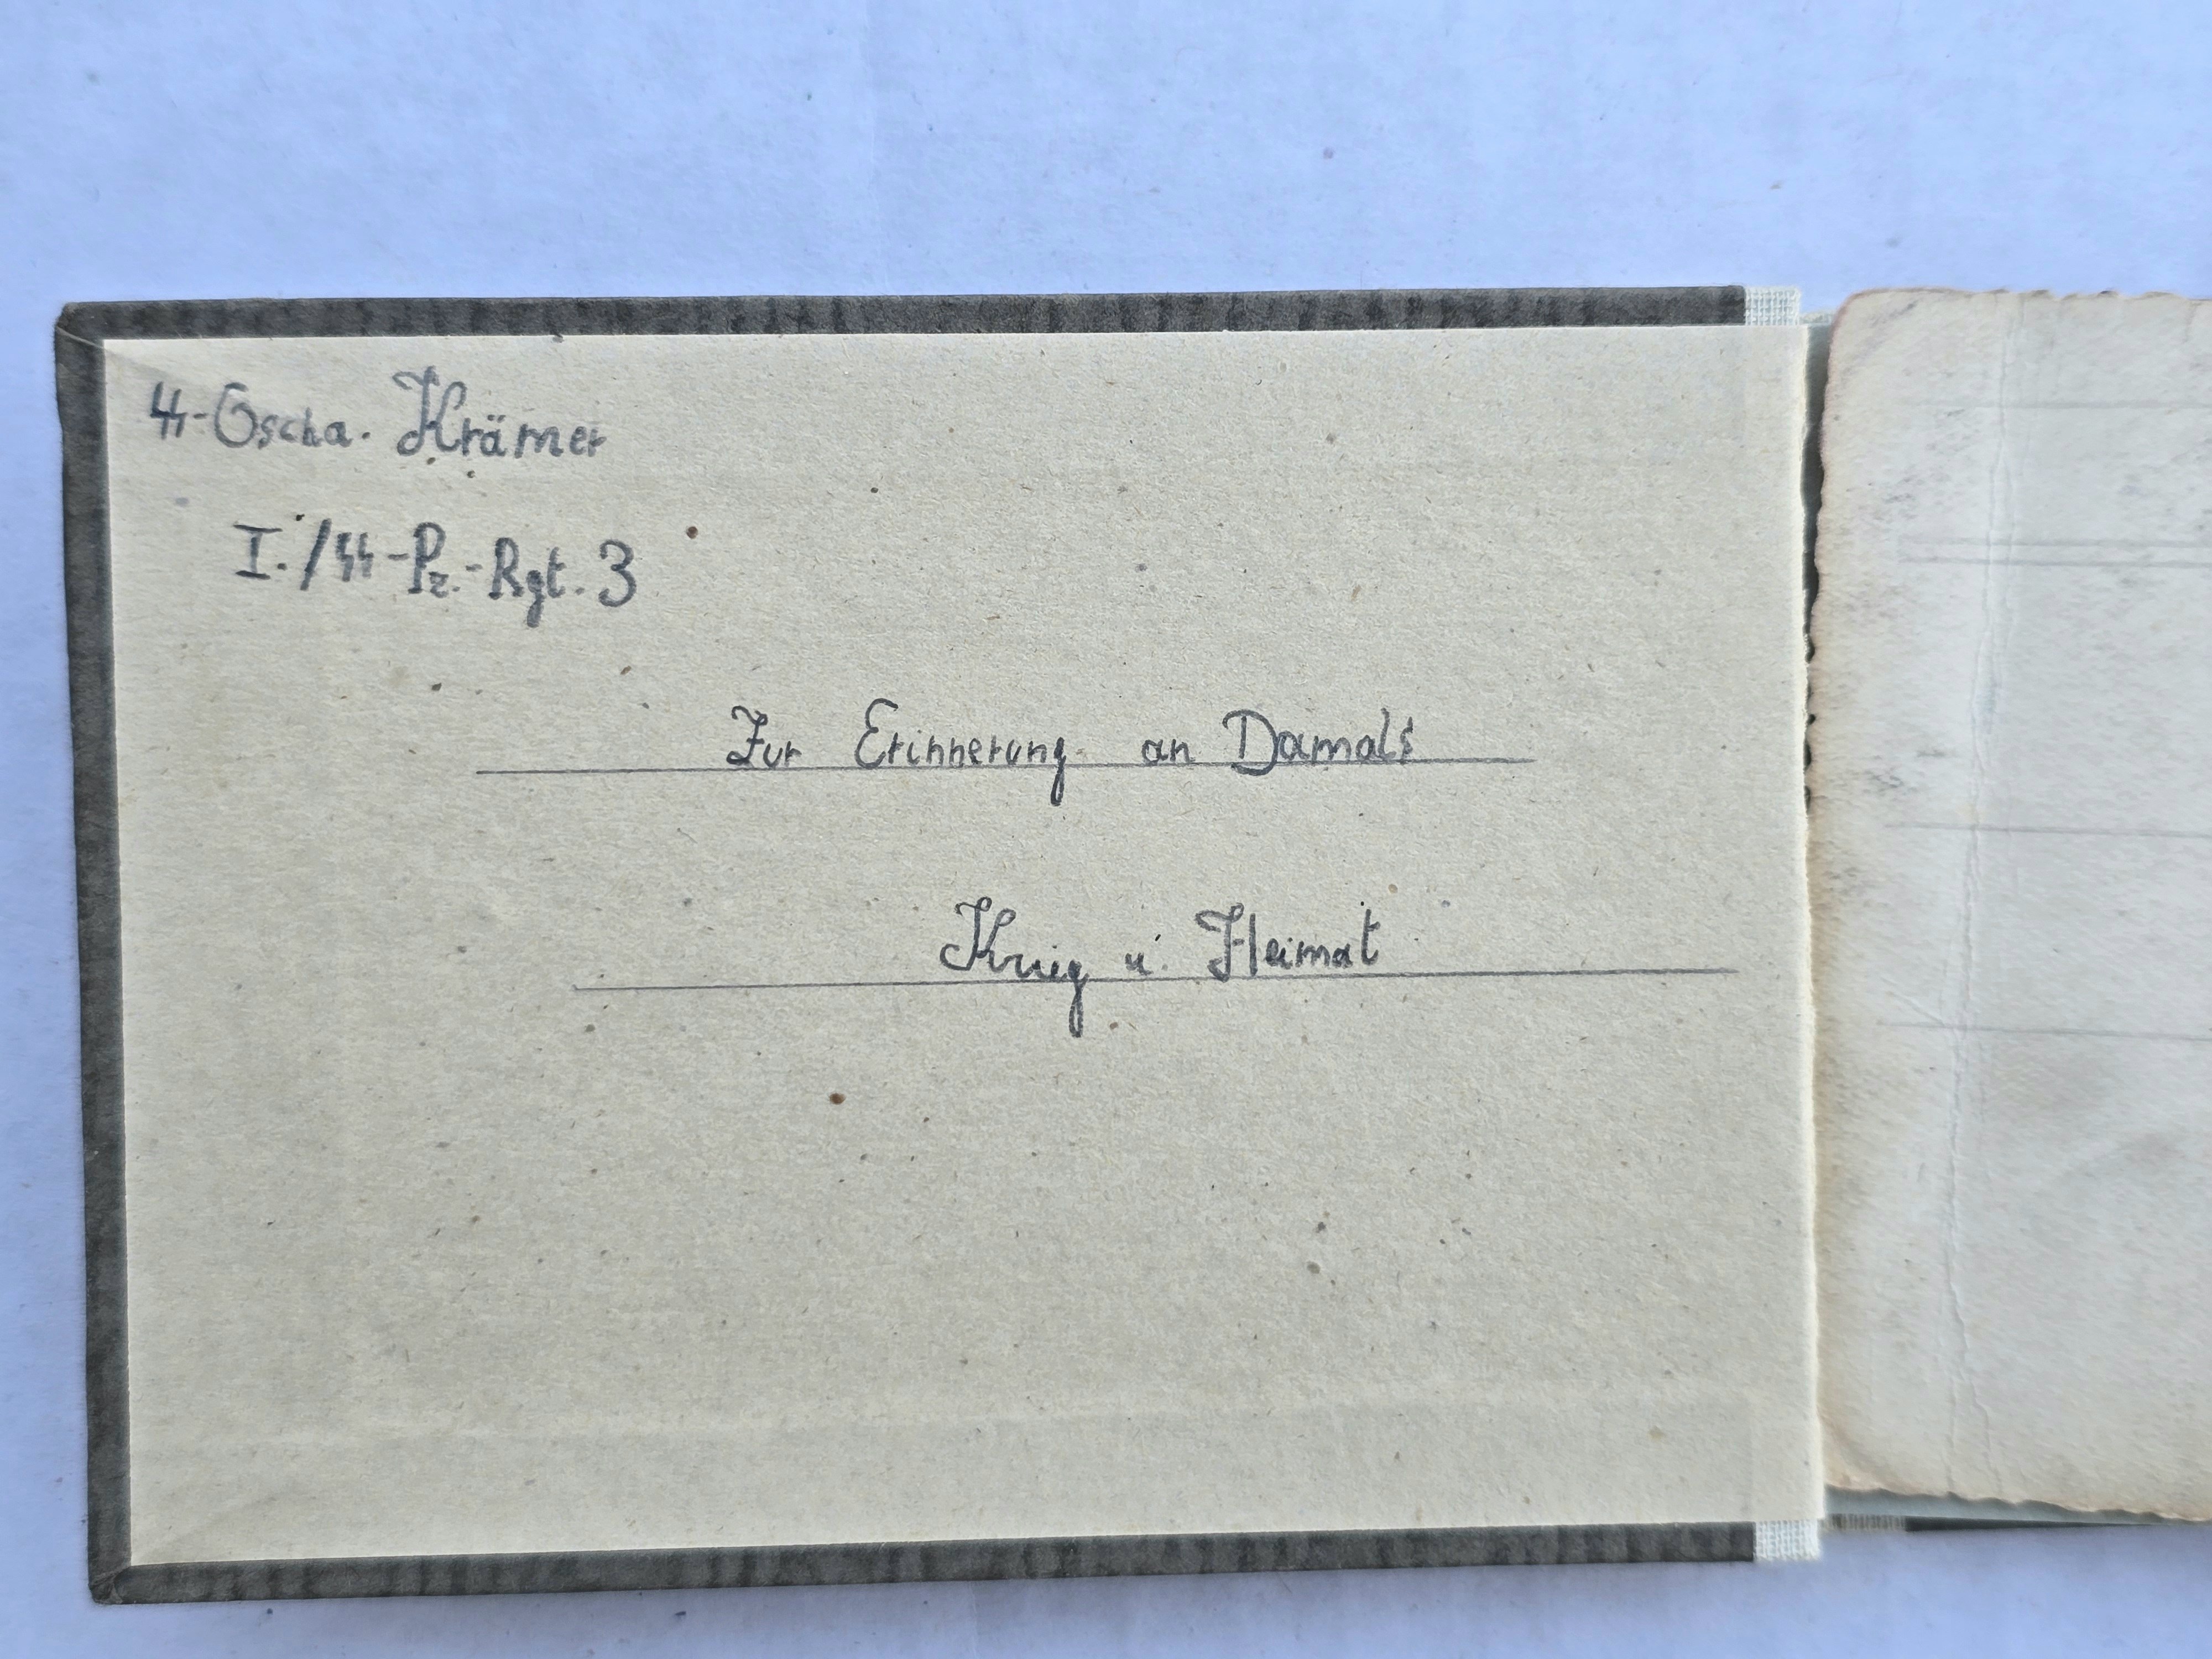 ᛋᛋ-Oscha. Krämer
I./ᛋᛋ-Pz.-Rgt. 3
Zur Erinnerung an Damals
Krieg u. Heimat